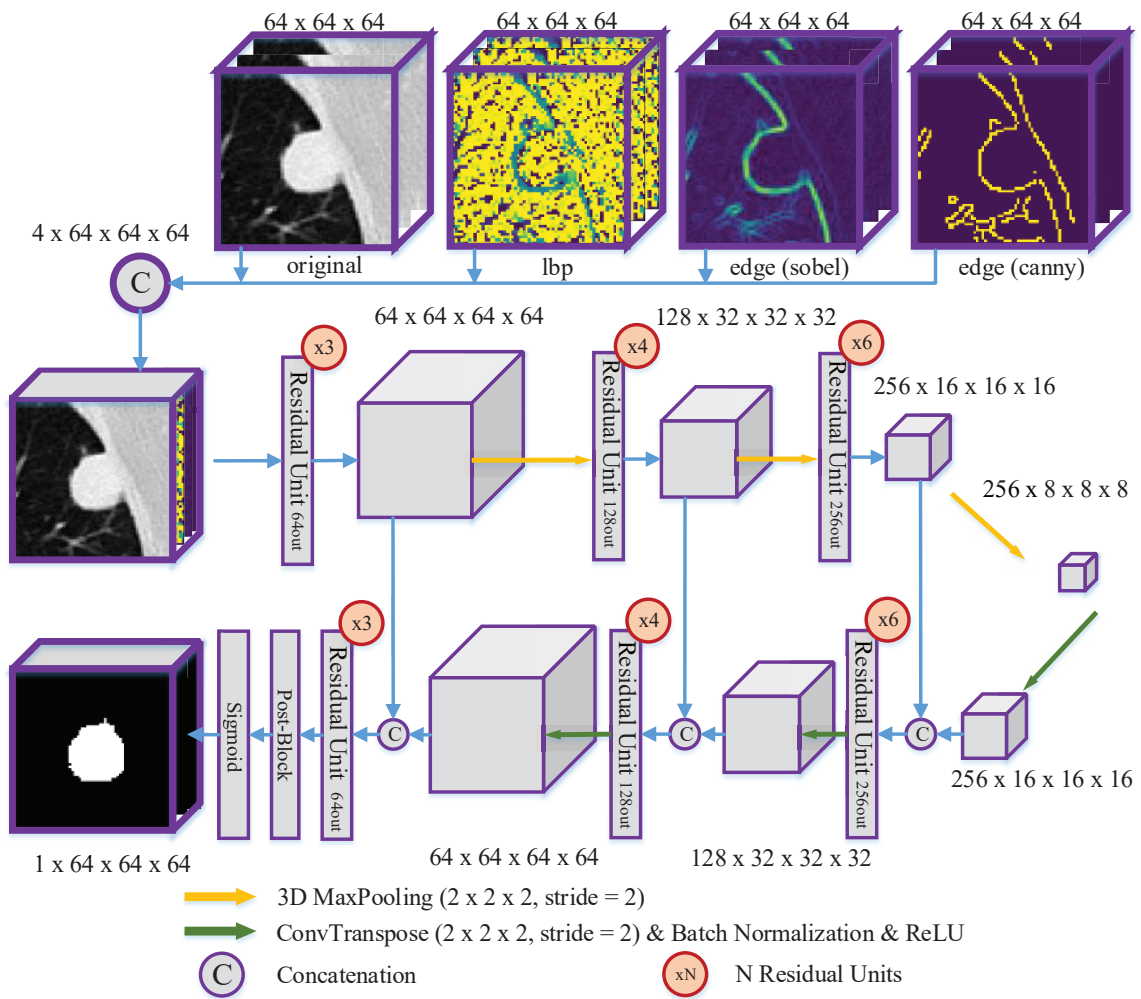 64 x 64 x 64
64 x 64 x 64
64 x 64 x 64
64 x 64 x 64
4 x 64 x 64 x 64
original
lbp
edge (sobel)
edge (canny)
C
64 x 64 x 64 x 64
128 x 32 x 32 x 32
256 x 16 x 16 x 16
x3
Residual Unit 64out
x4
Residual Unit 128out
x6
Residual Unit 256out
256 x 8 x 8 x 8
Sigmoid
Post-Block
x3
Residual Unit 64out
C
x4
Residual Unit 128out
C
x6
Residual Unit 256out
C
256 x 16 x 16 x 16
1 x 64 x 64 x 64
64 x 64 x 64 x 64
128 x 32 x 32 x 32
3D MaxPooling (2 x 2 x 2, stride = 2)
ConvTranspose (2 x 2 x 2, stride = 2) & Batch Normalization & ReLU
C Concatenation
xN N Residual Units